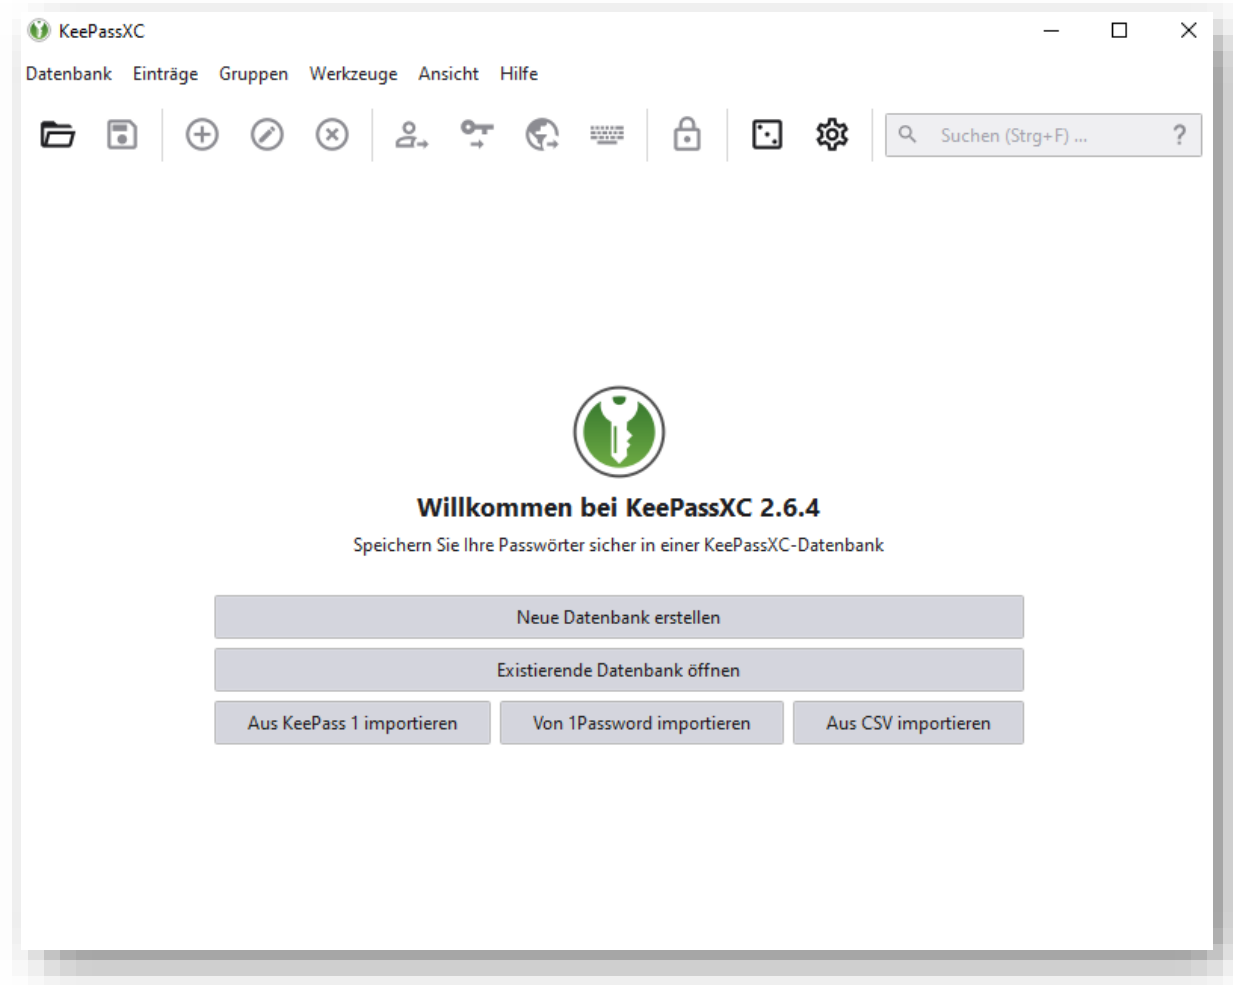 KeePassXC
Datenbank Einträge Gruppen Werkzeuge Ansicht Hilfe
Suchen (Strg+F) ... ?
Willkommen bei KeePassXC 2.6.4
Speichern Sie Ihre Passwörter sicher in einer KeePassXC-Datenbank
Neue Datenbank erstellen
Existierende Datenbank öffnen
Aus KeePass 1 importieren Von 1Password importieren Aus CSV importieren